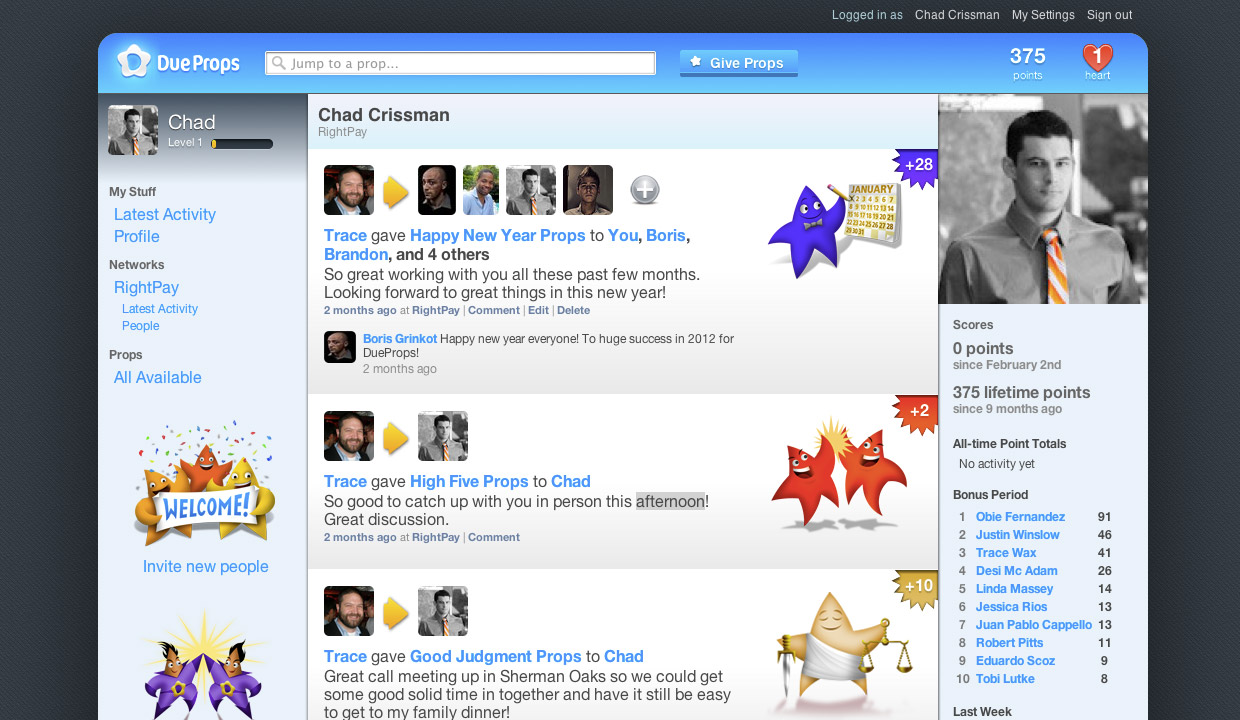 Logged in as Chad Crissman My Settings Sign out
DueProps
Jump to a prop...
Give Props
375
points
1
heart
Chad
Level 1
My Stuff
Latest Activity
Profile
Networks
RightPay
Latest Activity
People
Props
All Available
WELCOME!
Invite new people
Chad Crissman
RightPay
+28
JANUARY
Trace gave Happy New Year Props to You, Boris,
Brandon, and 4 others
So great working with you all these past few months.
Looking forward to great things in this new year!
2 months ago at RightPay | Comment | Edit | Delete
Boris Grinkot Happy new year everyone! To huge success in 2012 for
DueProps!
2 months ago
+2
Trace gave High Five Props to Chad
So good to catch up with you in person this afternoon!
Great discussion.
2 months ago at RightPay | Comment
+10
Trace gave Good Judgment Props to Chad
Great call meeting up in Sherman Oaks so we could get
some good solid time in together and have it still be easy
to get to my family dinner!
Scores
0 points
since February 2nd
375 lifetime points
since 9 months ago
All-time Point Totals
No activity yet
Bonus Period
1 Obie Fernandez 91
2 Justin Winslow 46
3 Trace Wax 41
4 Desi Mc Adam 26
5 Linda Massey 14
6 Jessica Rios 13
7 Juan Pablo Cappello 13
8 Robert Pitts 11
9 Eduardo Scoz 9
10 Tobi Lutke 8
Last Week